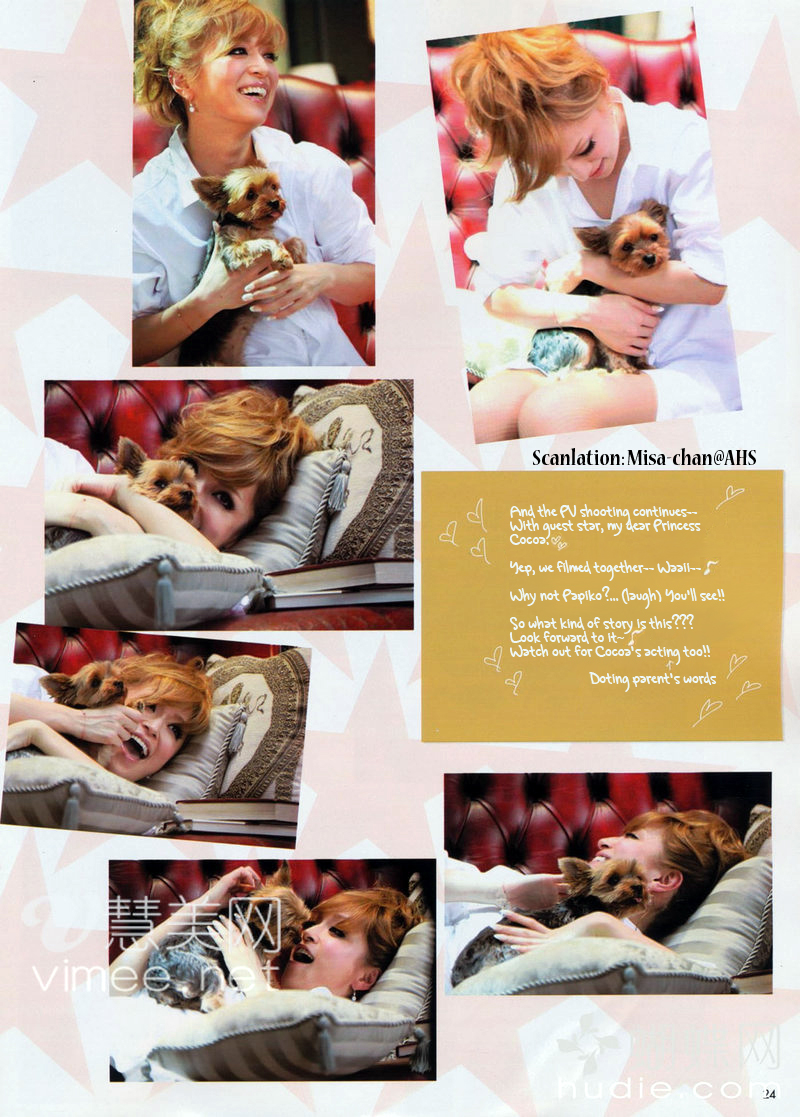 Scanlation: Misa-chan@AHS
And the PV shooting continues--
With guest star, my dear Princess
Cocoa!
Yep, we filmed together-- Waaii--♪
Why not Papiko?... (laugh) You'll see!!
So what kind of story is this???
Look forward to it~♪
Watch out for Cocoa's acting too!!
↑
Doting parent's words
慧美网
vimee.net
hudie.com
24